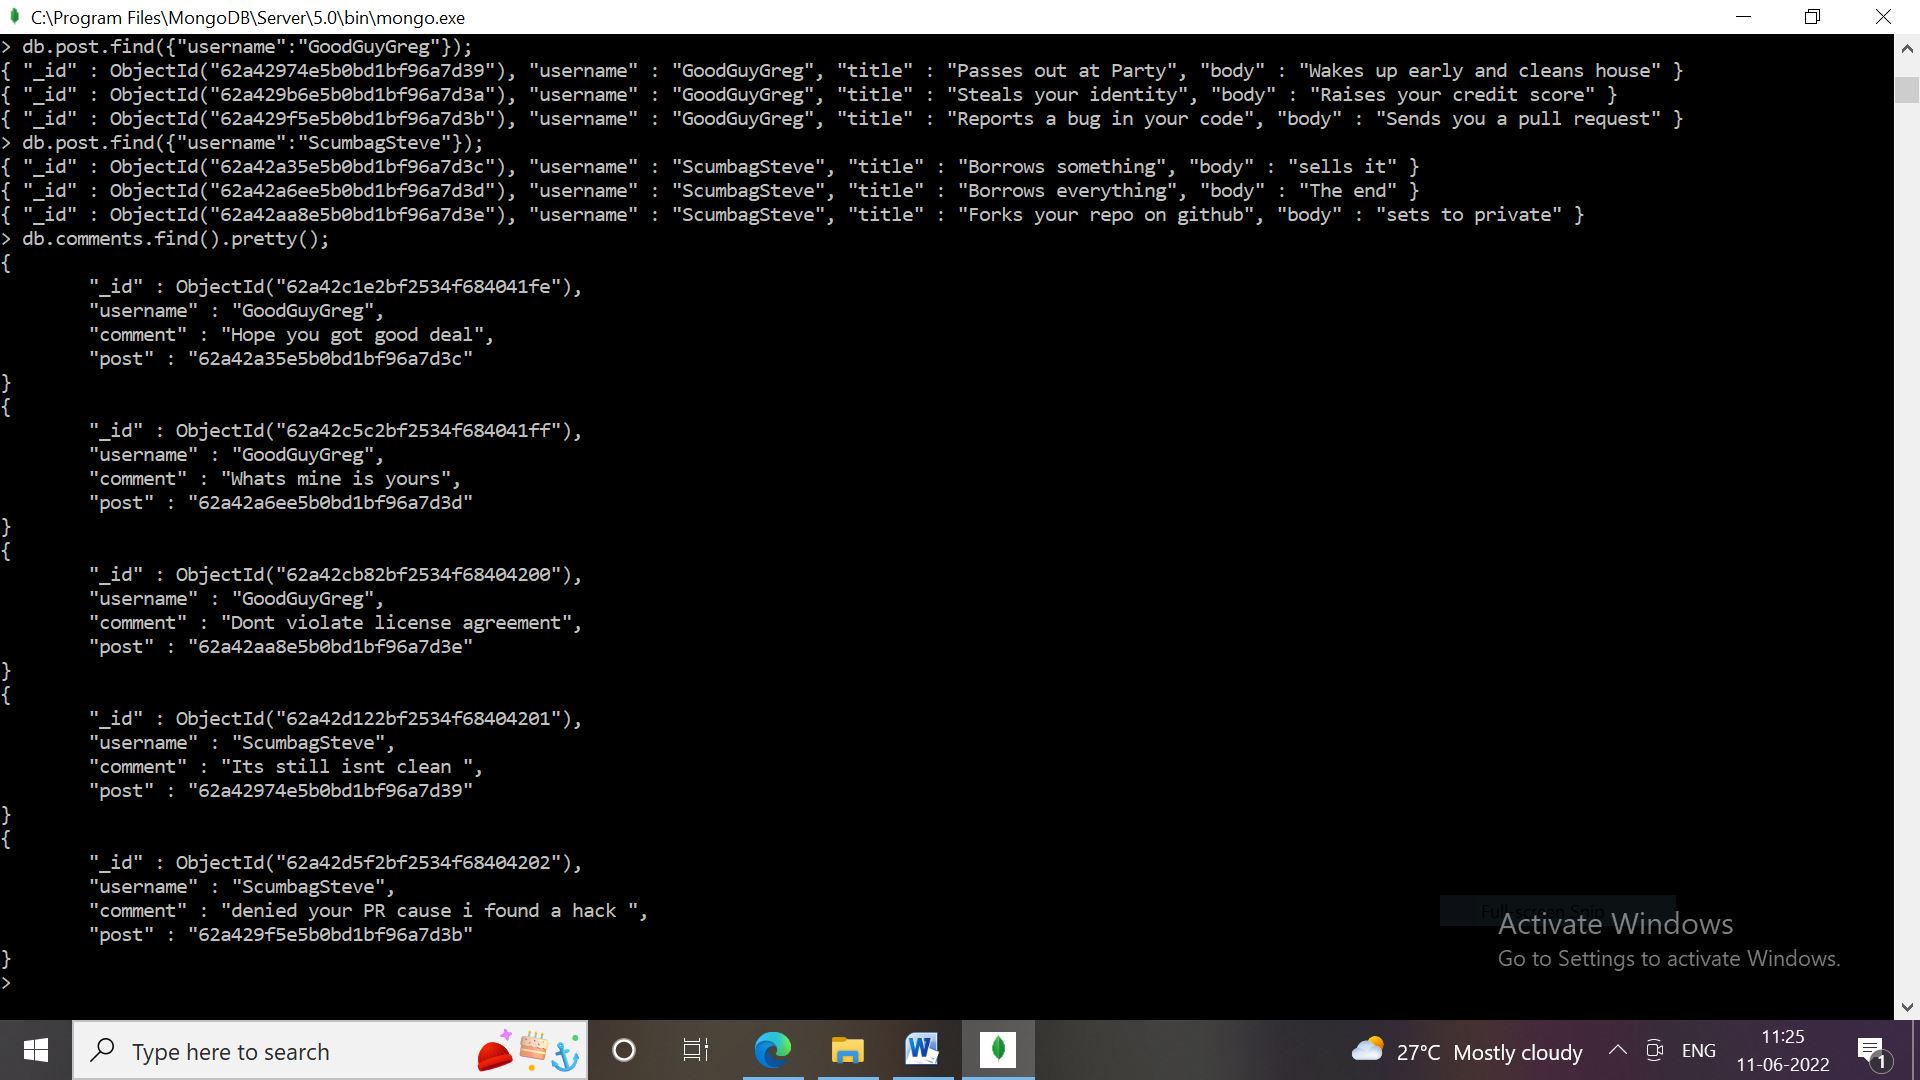 C:\Program Files\MongoDB\Server\5.0\bin\mongo.exe
> db.post.find({"username":"GoodGuyGreg"});
{ "_id" : ObjectId("62a42974e5b0bd1bf96a7d39"), "username" : "GoodGuyGreg", "title" : "Passes out at Party", "body" : "Wakes up early and cleans house" }
{ "_id" : ObjectId("62a429b6e5b0bd1bf96a7d3a"), "username" : "GoodGuyGreg", "title" : "Steals your identity", "body" : "Raises your credit score" }
{ "_id" : ObjectId("62a429f5e5b0bd1bf96a7d3b"), "username" : "GoodGuyGreg", "title" : "Reports a bug in your code", "body" : "Sends you a pull request" }
> db.post.find({"username":"ScumbagSteve"});
{ "_id" : ObjectId("62a42a35e5b0bd1bf96a7d3c"), "username" : "ScumbagSteve", "title" : "Borrows something", "body" : "sells it" }
{ "_id" : ObjectId("62a42a6ee5b0bd1bf96a7d3d"), "username" : "ScumbagSteve", "title" : "Borrows everything", "body" : "The end" }
{ "_id" : ObjectId("62a42aa8e5b0bd1bf96a7d3e"), "username" : "ScumbagSteve", "title" : "Forks your repo on github", "body" : "sets to private" }
> db.comments.find().pretty();
{
"_id" : ObjectId("62a42c1e2bf2534f684041fe"),
"username" : "GoodGuyGreg",
"comment" : "Hope you got good deal",
"post" : "62a42a35e5b0bd1bf96a7d3c"
}
{
"_id" : ObjectId("62a42c5c2bf2534f684041ff"),
"username" : "GoodGuyGreg",
"comment" : "Whats mine is yours",
"post" : "62a42a6ee5b0bd1bf96a7d3d"
}
{
"_id" : ObjectId("62a42cb82bf2534f68404200"),
"username" : "GoodGuyGreg",
"comment" : "Dont violate license agreement",
"post" : "62a42aa8e5b0bd1bf96a7d3e"
}
{
"_id" : ObjectId("62a42d122bf2534f68404201"),
"username" : "ScumbagSteve",
"comment" : "Its still isnt clean ",
"post" : "62a42974e5b0bd1bf96a7d39"
}
{
"_id" : ObjectId("62a42d5f2bf2534f68404202"),
"username" : "ScumbagSteve",
"comment" : "denied your PR cause i found a hack ",
"post" : "62a429f5e5b0bd1bf96a7d3b"
}
>
Full-screen Snip
Activate Windows
Go to Settings to activate Windows.
Type here to search
27°C Mostly cloudy
ENG
11:25
11-06-2022
1